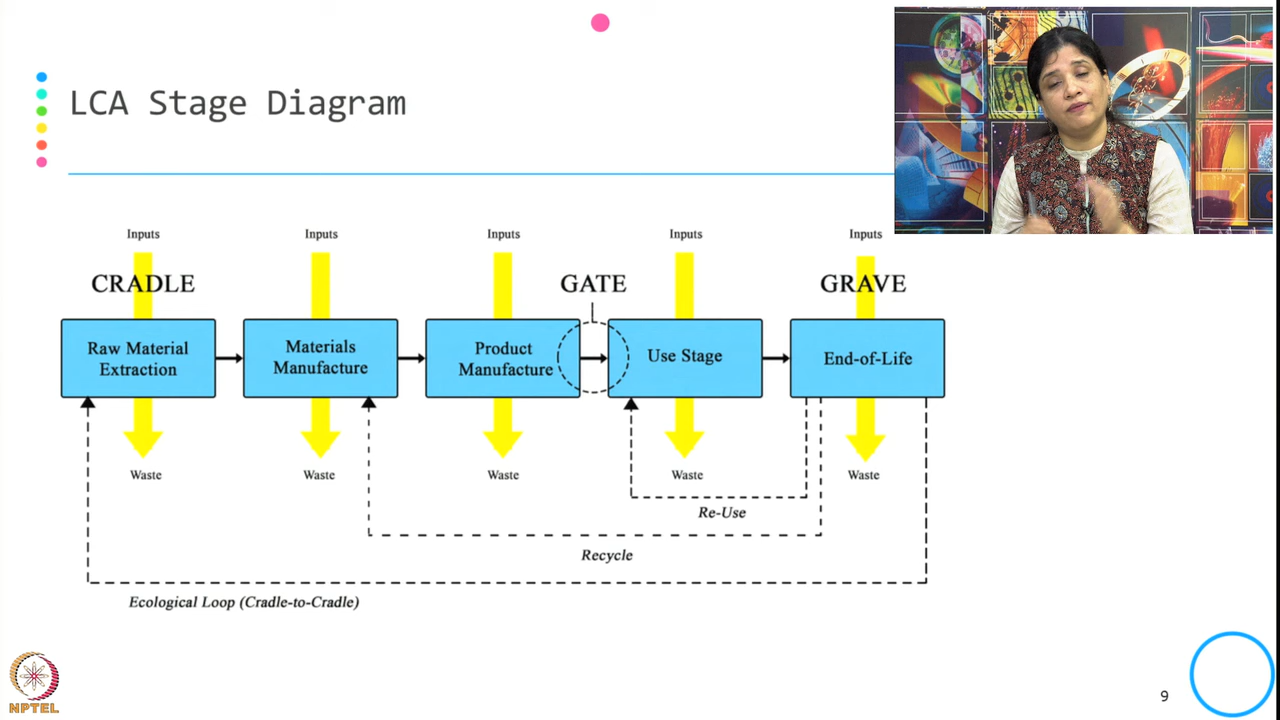 LCA Stage Diagram
Inputs
Inputs
Inputs
Inputs
Inputs
CRADLE
GATE
GRAVE
Raw Material
Extraction
Materials
Manufacture
Product
Manufacture
Use Stage
End-of-Life
Waste
Waste
Waste
Waste
Waste
Re-Use
Recycle
Ecological Loop (Cradle-to-Cradle)
NPTEL
9